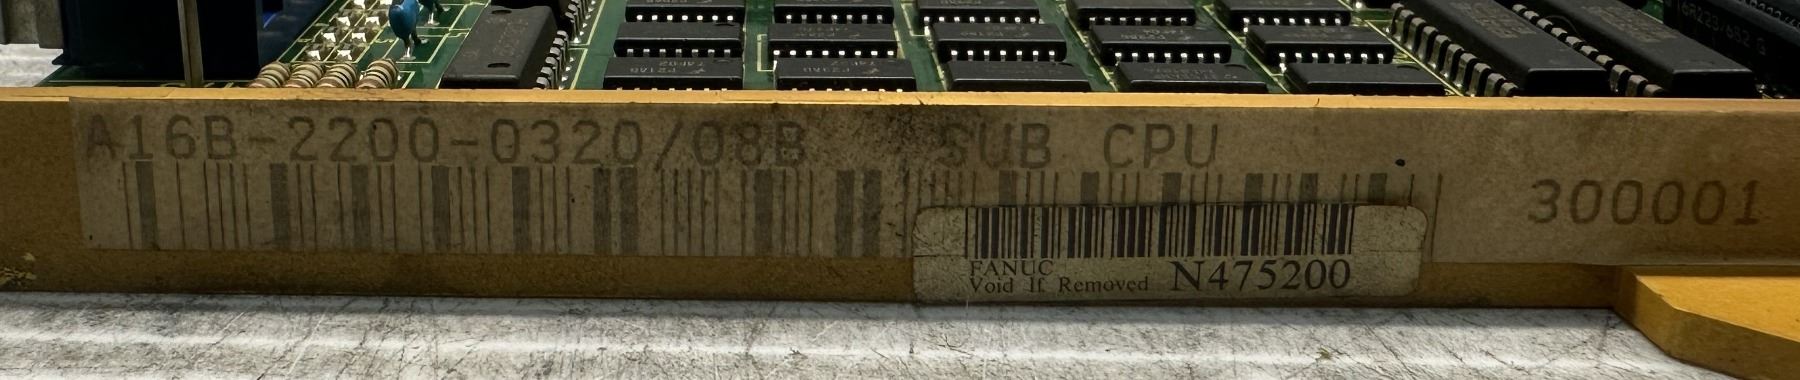 A16B-2200-0320/08B SUB CPU
300001
FANUC
Void If Removed N475200